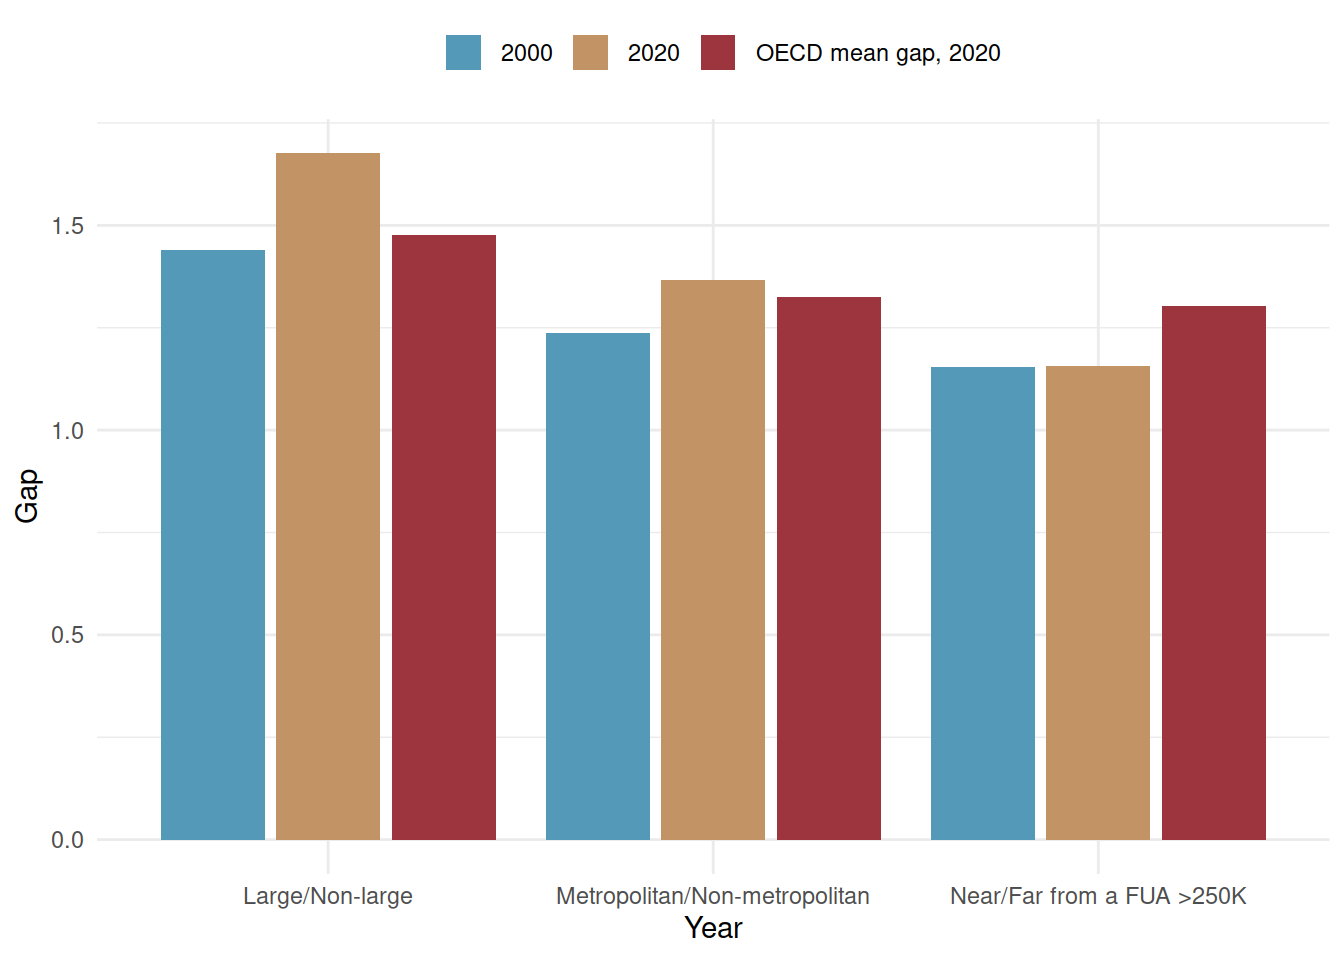 2000 2020 OECD mean gap, 2020
1.5
1.0
0.5
0.0
Gap
Large/Non-large Metropolitan/Non-metropolitan Near/Far from a FUA >250K
Year